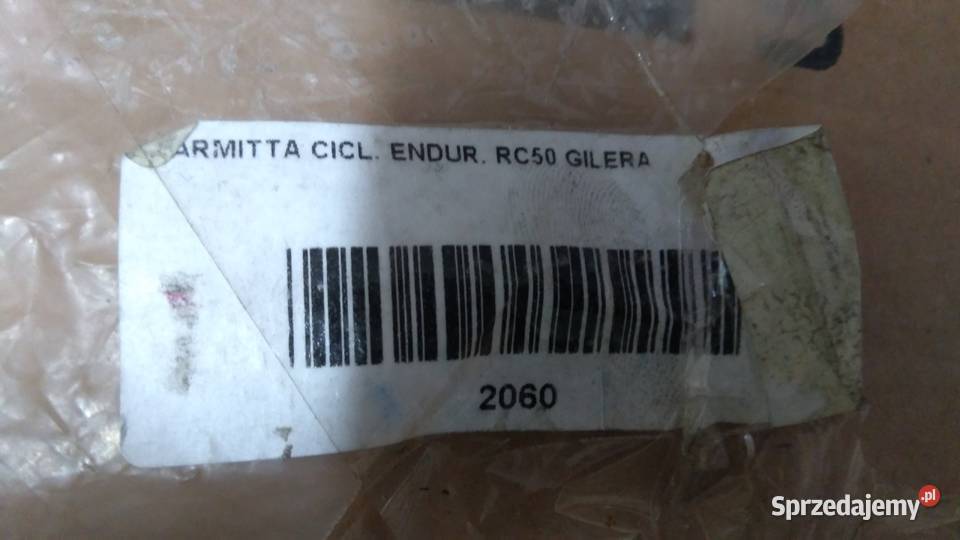 ARMITTA CICL. ENDUR. RC50 GILERA
2060
Sprzedajemy.pl